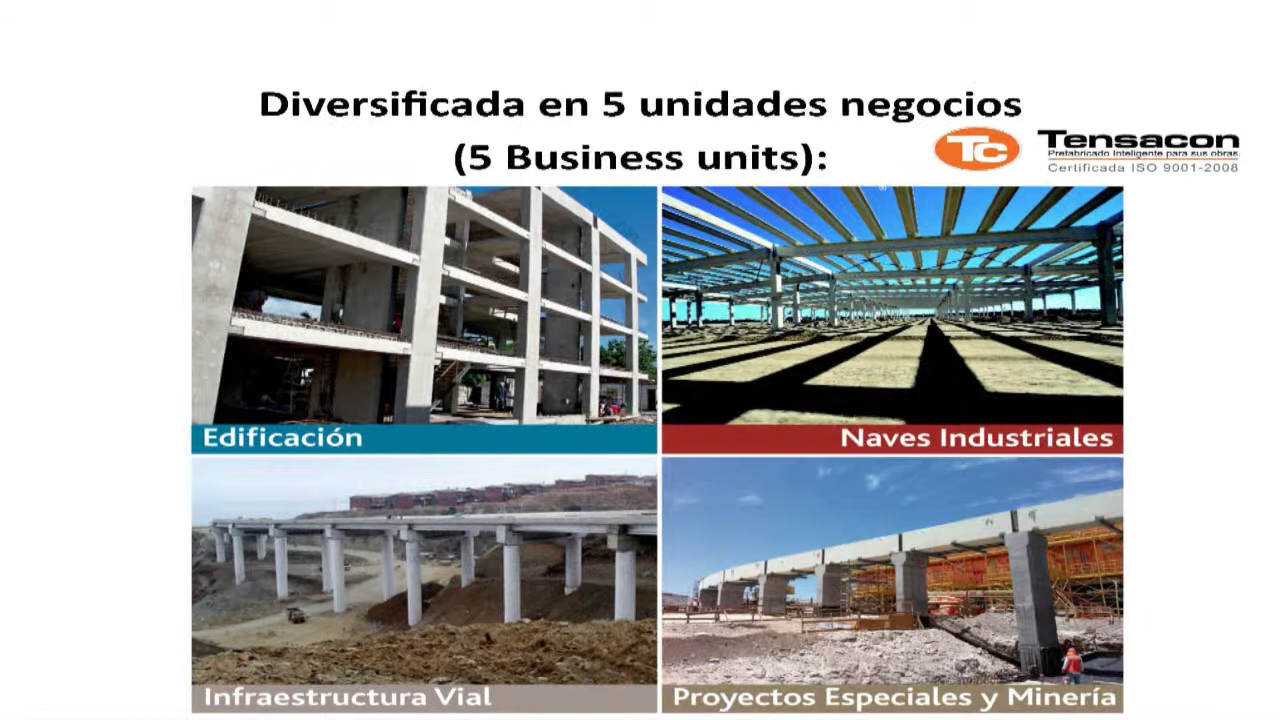 Diversificada en 5 unidades negocios
(5 Business units):
TC
Tensacon
Prefabricado Inteligente para sus obras.
Certificada ISO 9001-2008
Edificación
Naves Industriales
Infraestructura Vial
Proyectos Especiales y Minería